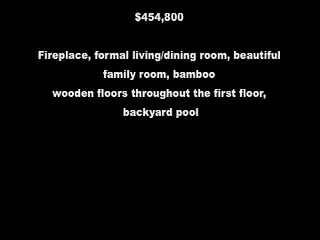 $454,800
Fireplace, formal living/dining room, beautiful
family room, bamboo
wooden floors throughout the first floor,
backyard pool